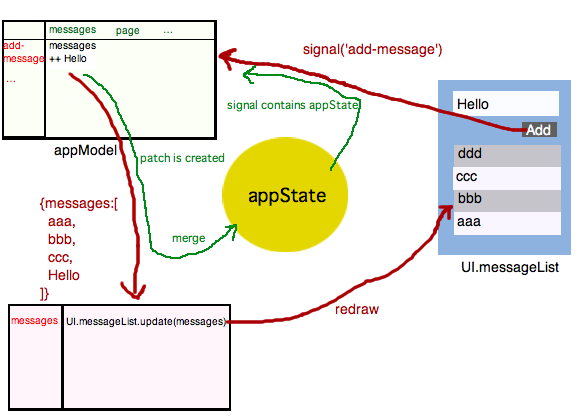 messages page ...
add-
message
messages
++ Hello
...
appModel
signal('add-message')
signal contains appState
patch is created
appState
merge
{messages:[
aaa,
bbb,
ccc,
Hello
]}
Hello
Add
ddd
ccc
bbb
aaa
UI.messageList
redraw
messages UI.messageList.update(messages)